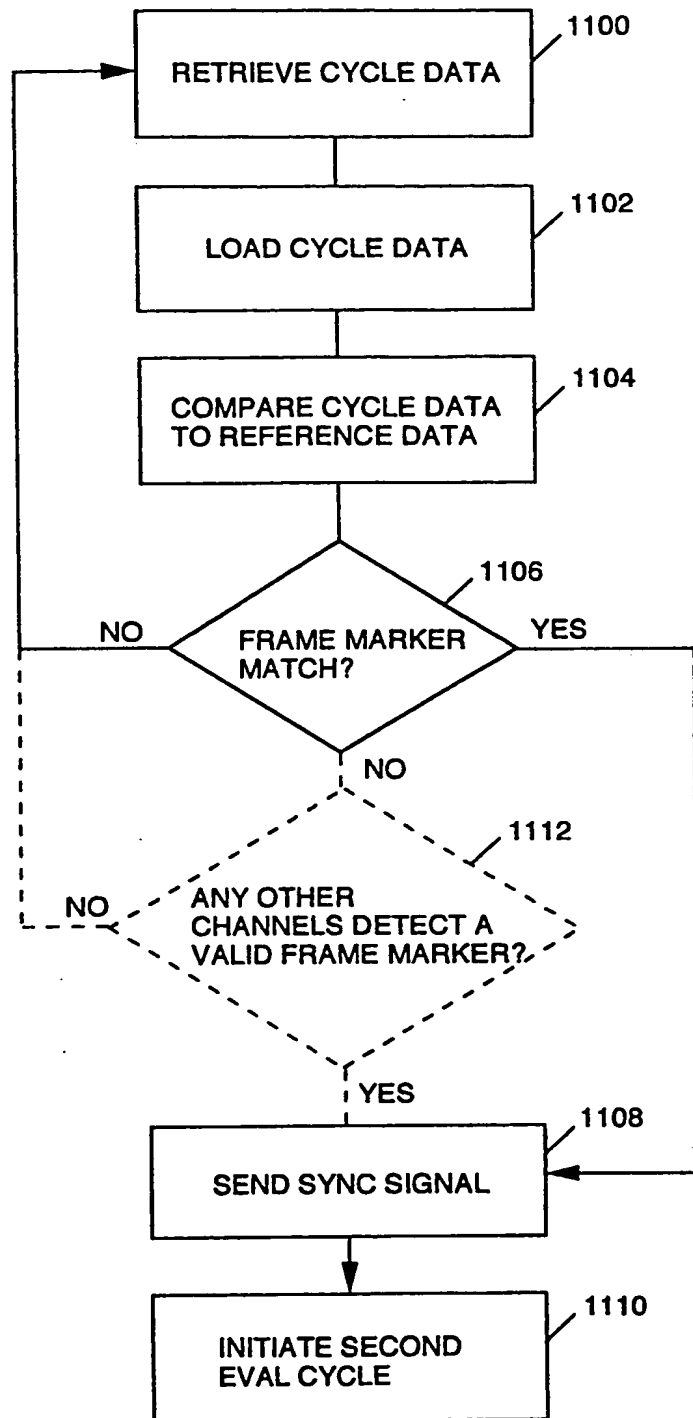 1100
RETRIEVE CYCLE DATA
1102
LOAD CYCLE DATA
1104
COMPARE CYCLE DATA
TO REFERENCE DATA
1106
NO
FRAME MARKER
MATCH?
YES
NO
1112
NO
ANY OTHER
CHANNELS DETECT A
VALID FRAME MARKER?
YES
1108
SEND SYNC SIGNAL
1110
INITIATE SECOND
EVAL CYCLE